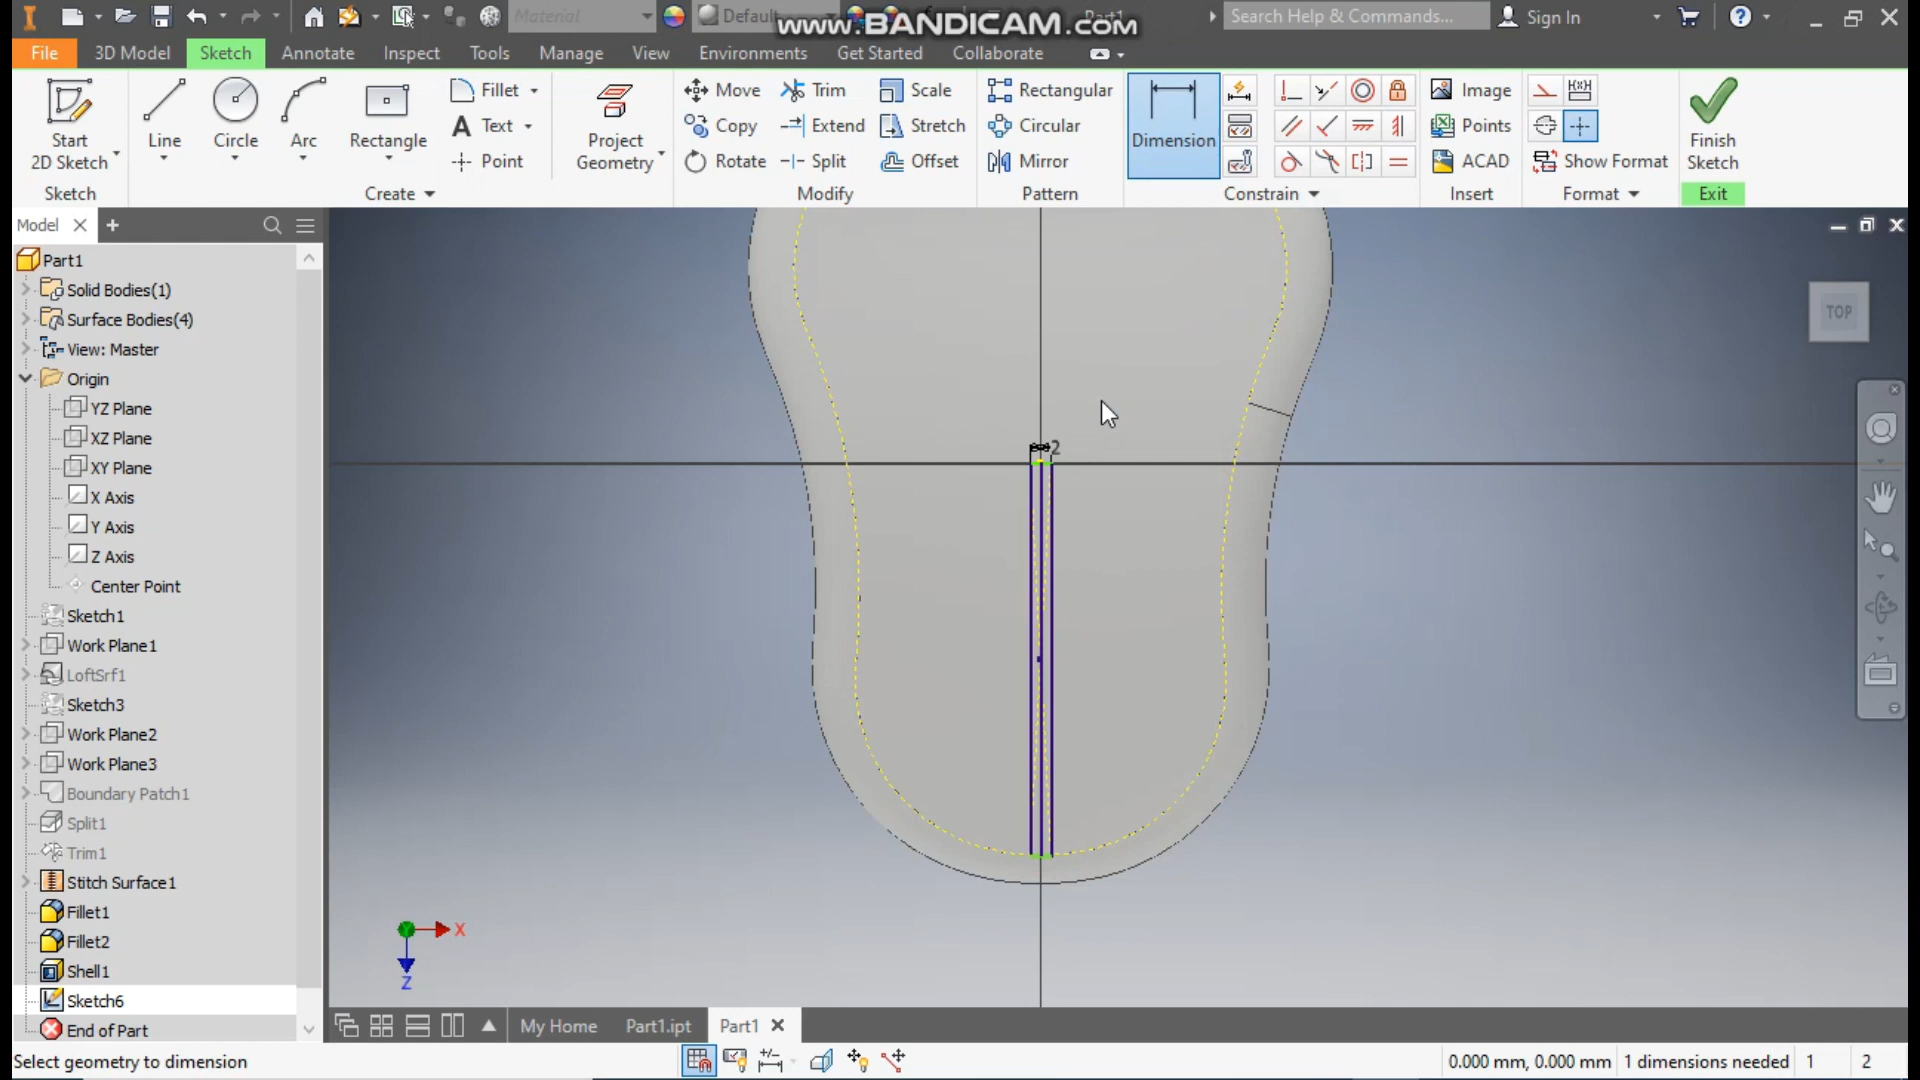 Material
Default
www.BANDICAM.com
Part1
Search Help & Commands...
Sign In
File
3D Model
Sketch
Annotate
Inspect
Tools
Manage
View
Environments
Get Started
Collaborate
Start
2D Sketch
Line
Circle
Arc
Rectangle
Fillet
Text
Point
Project
Geometry
Move
Copy
Rotate
Trim
Extend
Split
Scale
Stretch
Offset
Rectangular
Circular
Mirror
Dimension
Image
Points
ACAD
Show Format
Finish
Sketch
Sketch
Create
Modify
Pattern
Constrain
Insert
Format
Exit
Model
Part1
Solid Bodies(1)
Surface Bodies(4)
View: Master
Origin
YZ Plane
XZ Plane
XY Plane
X Axis
Y Axis
Z Axis
Center Point
Sketch1
Work Plane1
LoftSrf1
Sketch3
Work Plane2
Work Plane3
Boundary Patch1
Split1
Trim1
Stitch Surface1
Fillet1
Fillet2
Shell1
Sketch6
End of Part
TOP
2
X
Z
My Home
Part1.ipt
Part1
Select geometry to dimension
0.000 mm, 0.000 mm
1 dimensions needed
1
2